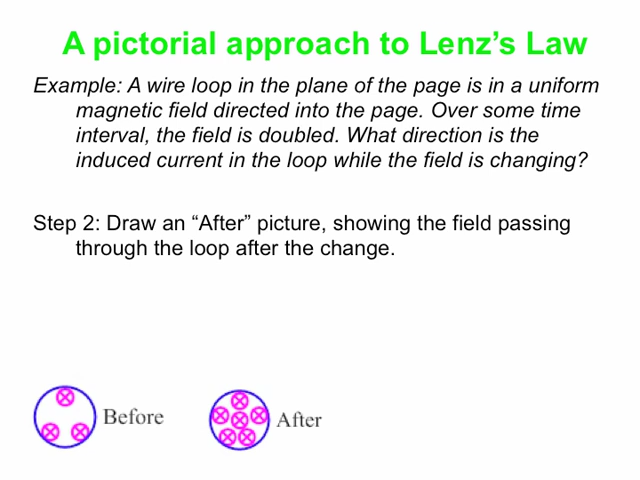 A pictorial approach to Lenz’s Law
Example: A wire loop in the plane of the page is in a uniform
magnetic field directed into the page. Over some time
interval, the field is doubled. What direction is the
induced current in the loop while the field is changing?
Step 2: Draw an “After” picture, showing the field passing
through the loop after the change.
Before
After